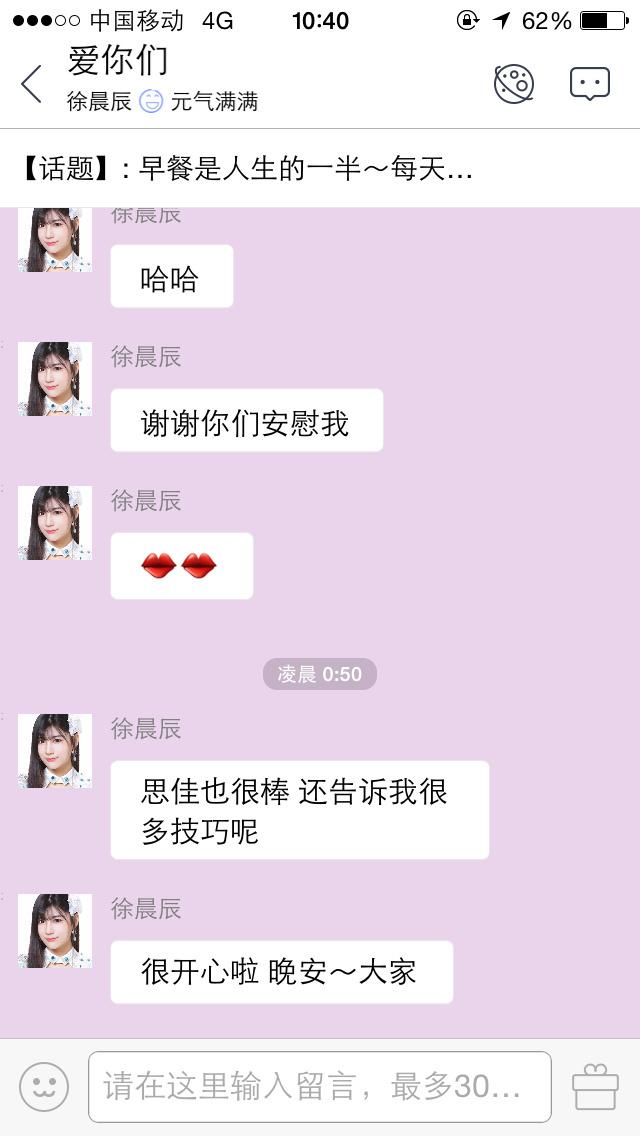 中国移动 4G 10:40 62%
爱你们
徐晨辰 元气满满
【话题】: 早餐是人生的一半～每天...
徐晨辰
哈哈
徐晨辰
谢谢你们安慰我
徐晨辰
凌晨 0:50
徐晨辰
思佳也很棒 还告诉我很
多技巧呢
徐晨辰
很开心啦 晚安～大家
请在这里输入留言，最多30...